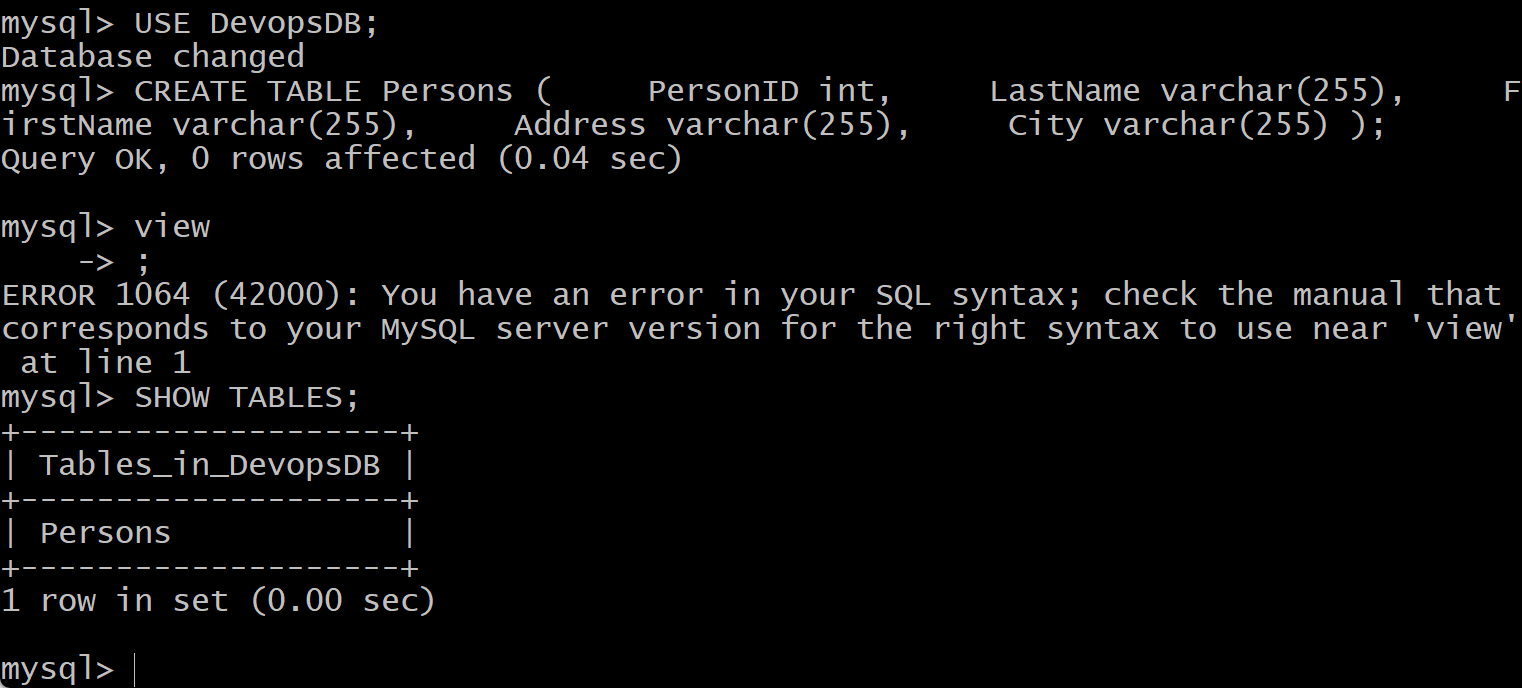 mysql> USE DevopsDB;
Database changed
mysql> CREATE TABLE Persons (     PersonID int,     LastName varchar(255),     F
irstName varchar(255),     Address varchar(255),     City varchar(255) );
Query OK, 0 rows affected (0.04 sec)

mysql> view
    -> ;
ERROR 1064 (42000): You have an error in your SQL syntax; check the manual that
corresponds to your MySQL server version for the right syntax to use near 'view'
 at line 1
mysql> SHOW TABLES;
+--------------------+
| Tables_in_DevopsDB |
+--------------------+
| Persons            |
+--------------------+
1 row in set (0.00 sec)

mysql>